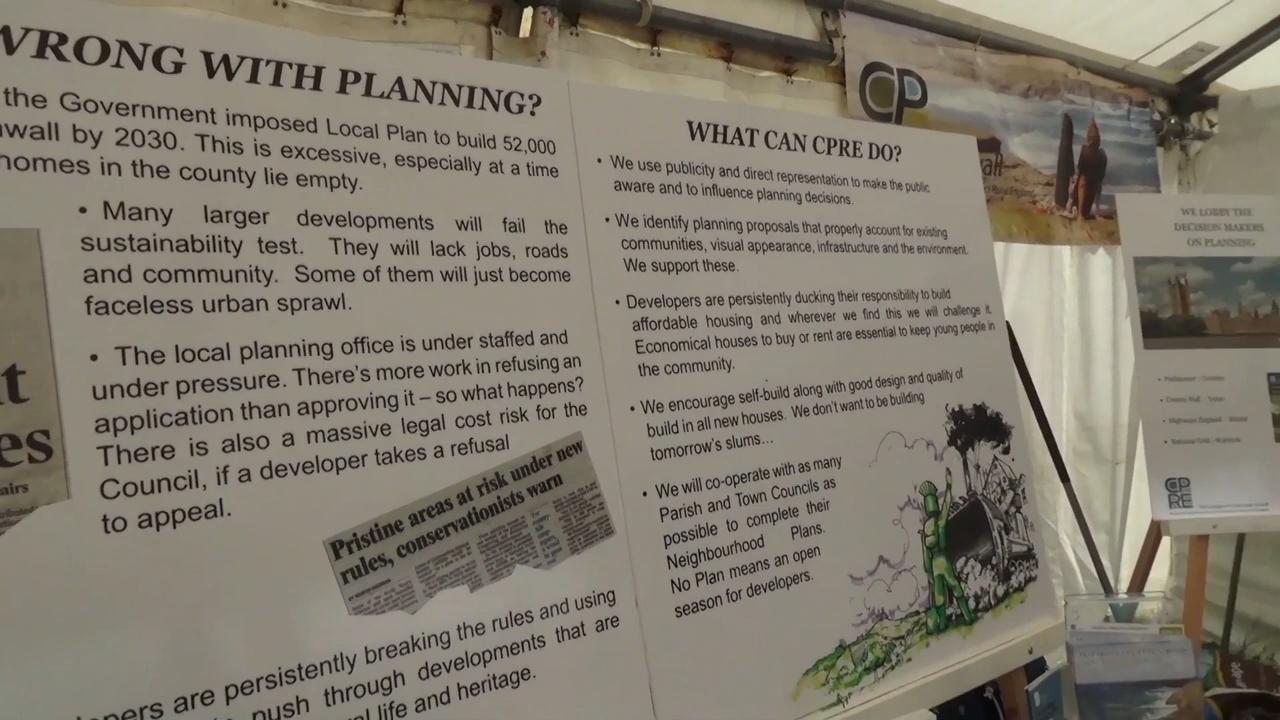 WRONG WITH PLANNING?
the Government imposed Local Plan to build 52,000
wall by 2030. This is excessive, especially at a time
homes in the county lie empty.
• Many larger developments will fail the
sustainability test. They will lack jobs, roads
and community. Some of them will just become
faceless urban sprawl.
• The local planning office is under staffed and
under pressure. There's more work in refusing an
application than approving it – so what happens?
There is also a massive legal cost risk for the
Council, if a developer takes a refusal
to appeal.
t
es
airs
Pristine areas at risk under new
rules, conservationists warn
pers are persistently breaking the rules and using
push through developments that are
life and heritage.
WHAT CAN CPRE DO?
• We use publicity and direct representation to make the public
aware and to influence planning decisions.
• We identify planning proposals that properly account for existing
communities, visual appearance, infrastructure and the environment.
We support these.
• Developers are persistently ducking their responsibility to build
affordable housing and wherever we find this we will challenge it.
Economical houses to buy or rent are essential to keep young people in
the community.
• We encourage self-build along with good design and quality of
build in all new houses. We don't want to be building
tomorrow's slums...
• We will co-operate with as many
Parish and Town Councils as
possible to complete their
Neighbourhood Plans.
No Plan means an open
season for developers.
CP
WE LOBBY THE
DECISION MAKERS
ON PLANNING
CP
RE